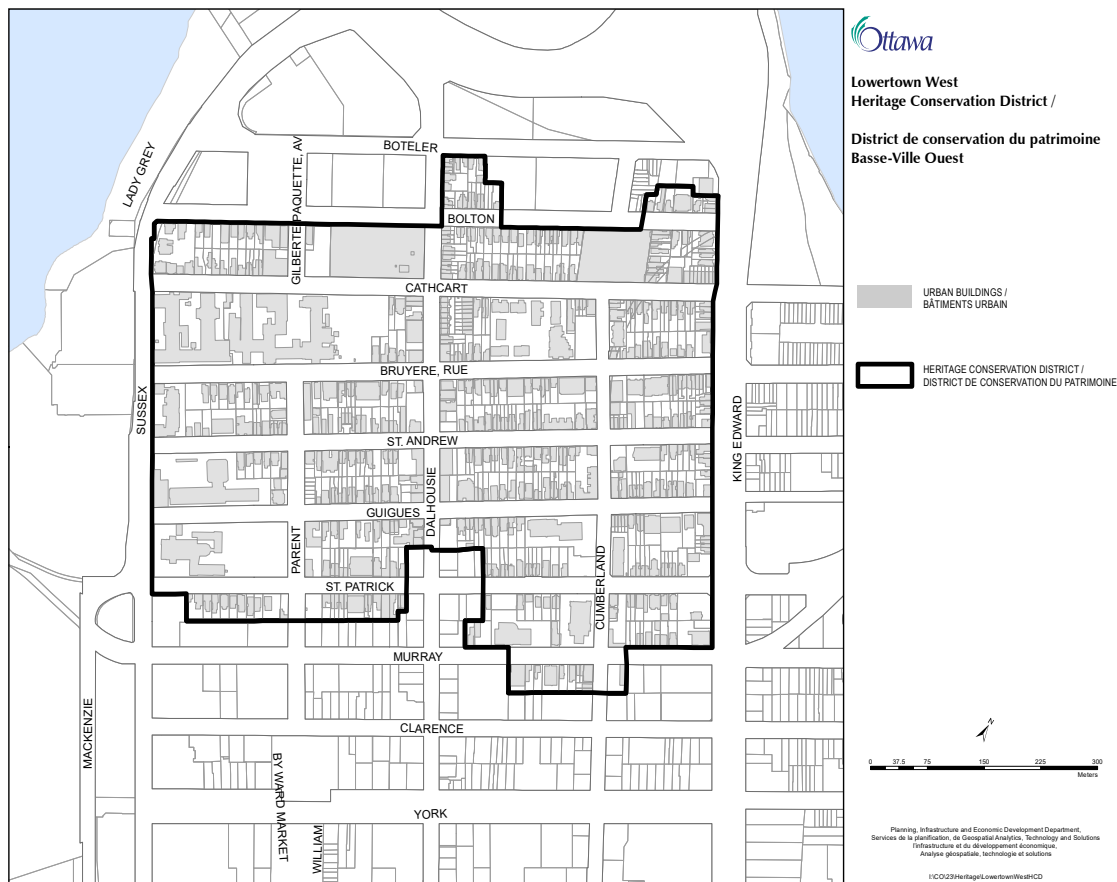 Ottawa
Lowertown West
Heritage Conservation District /
District de conservation du patrimoine
Basse-Ville Ouest
BOTELER
LADY GREY
GILBERTE PAQUETTE, AV
BOLTON
CATHCART
URBAN BUILDINGS /
BÂTIMENTS URBAIN
BRUYERE, RUE
HERITAGE CONSERVATION DISTRICT /
DISTRICT DE CONSERVATION DU PATRIMOINE
SUSSEX
KING EDWARD
ST. ANDREW
DALHOUSIE
GUIGUES
PARENT
CUMBERLAND
ST. PATRICK
MURRAY
MACKENZIE
CLARENCE
N
BY WARD MARKET
0 37.5 75 150 225 300
Meters
YORK
WILLIAM
Planning, Infrastructure and Economic Development Department,
Services de la planification, de Geospatial Analytics, Technology and Solutions
l'infrastructure et du développement économique,
Analyse géospatiale, technologie et solutions
I:\CO\23\Heritage\LowertownWestHCD